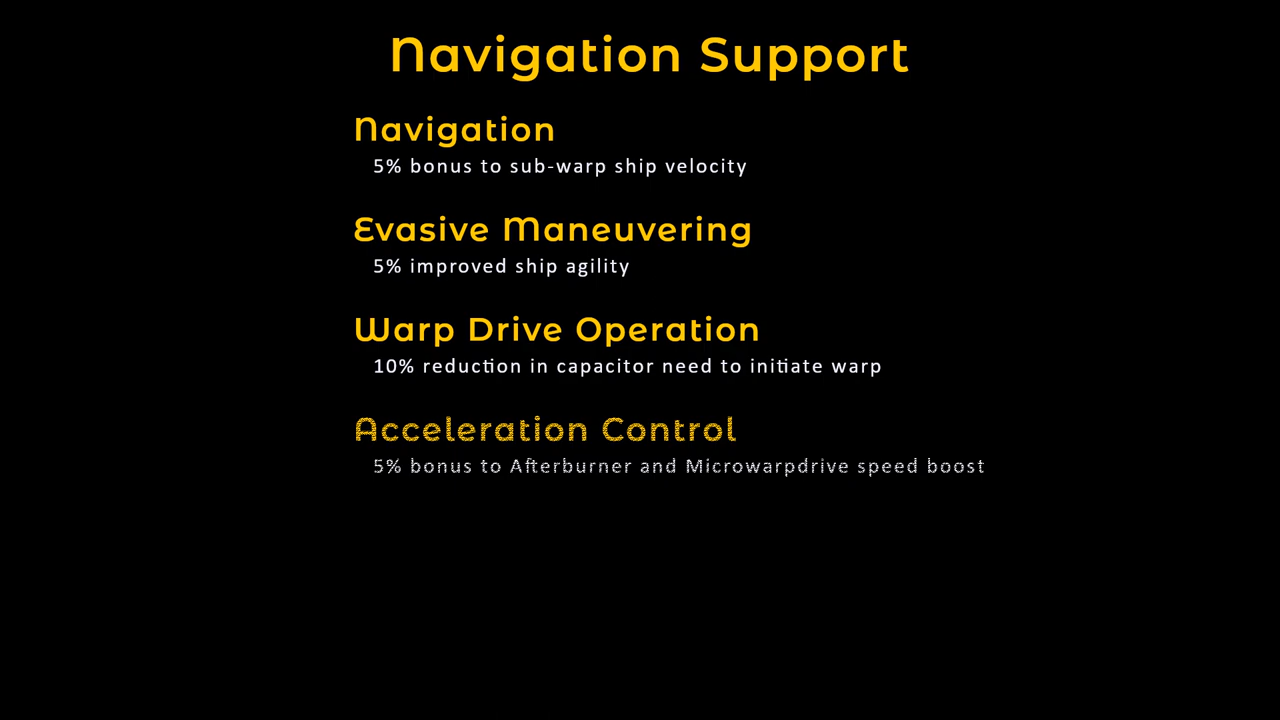 Navigation Support
Navigation
5% bonus to sub-warp ship velocity
Evasive Maneuvering
5% improved ship agility
Warp Drive Operation
10% reduction in capacitor need to initiate warp
Acceleration Control
5% bonus to Afterburner and Microwarpdrive speed boost